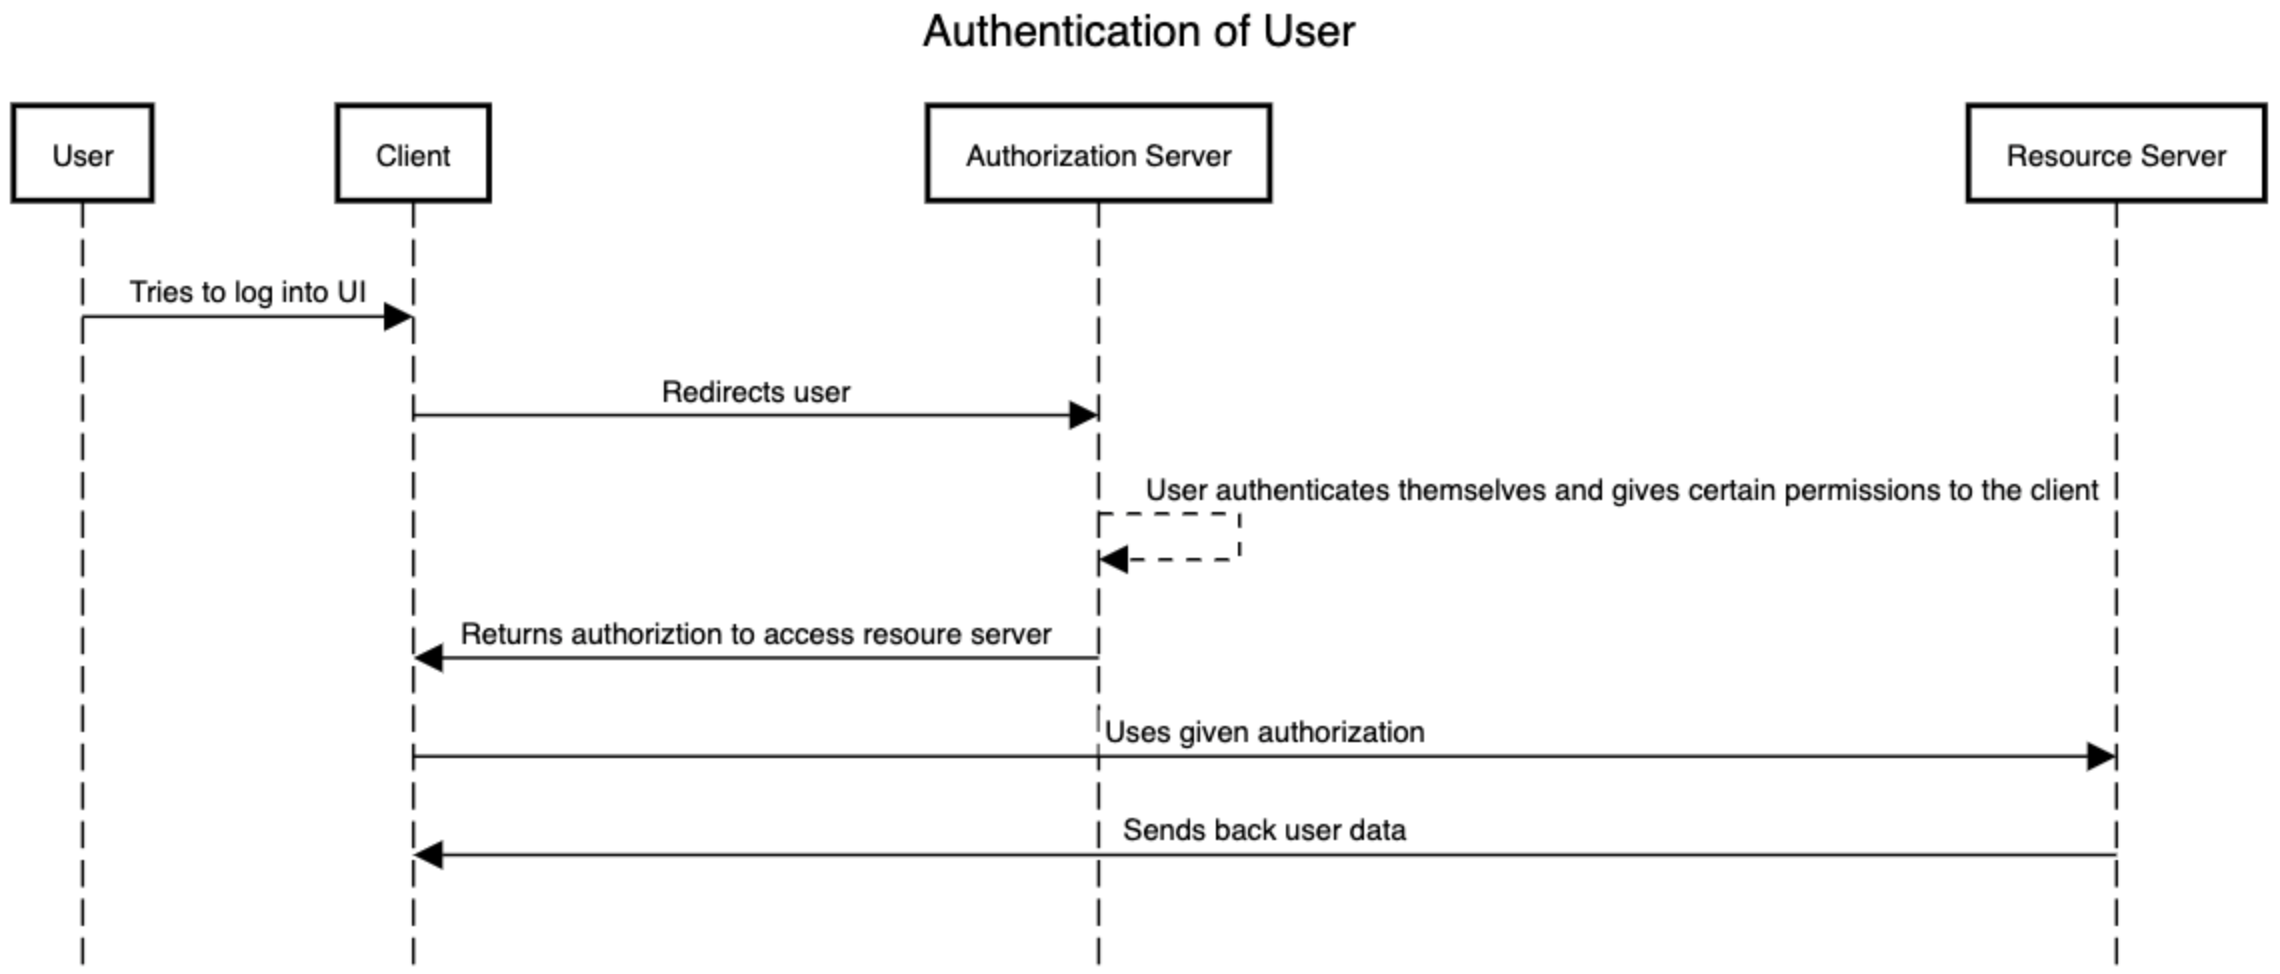 Authentication of User
User
Client
Authorization Server
Resource Server
Tries to log into UI
Redirects user
User authenticates themselves and gives certain permissions to the client
Returns authoriztion to access resoure server
Uses given authorization
Sends back user data